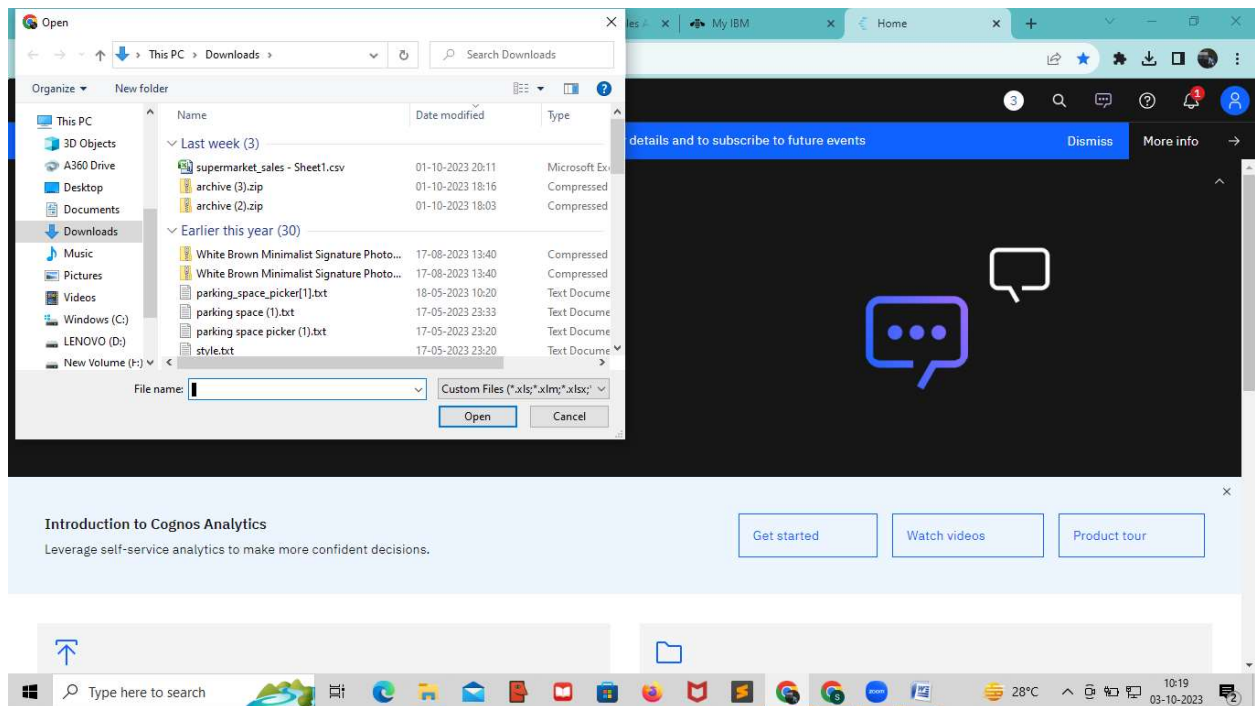 Open
les A
My IBM
Home
This PC > Downloads >
Search Downloads
Organize
New folder
Name
Date modified
Type
This PC
3D Objects
A360 Drive
Desktop
Documents
Downloads
Music
Pictures
Videos
Windows (C:)
LENOVO (D:)
New Volume (F:)
Last week (3)
supermarket_sales - Sheet1.csv 01-10-2023 20:11 Microsoft Ex
archive (3).zip 01-10-2023 18:16 Compressed
archive (2).zip 01-10-2023 18:03 Compressed
Earlier this year (30)
White Brown Minimalist Signature Photo... 17-08-2023 13:40 Compressed
White Brown Minimalist Signature Photo... 17-08-2023 13:40 Compressed
parking_space_picker[1].txt 18-05-2023 10:20 Text Docume
parking space (1).txt 17-05-2023 23:33 Text Docume
parking space picker (1).txt 17-05-2023 23:20 Text Docume
style.txt 17-05-2023 23:20 Text Docume
File name:
Custom Files (*.xls;*.xlm;*.xlsx;*
Open
Cancel
3
1
details and to subscribe to future events
Dismiss
More info
Introduction to Cognos Analytics
Leverage self-service analytics to make more confident decisions.
Get started
Watch videos
Product tour
Type here to search
zoom
28°C
10:19
03-10-2023
2